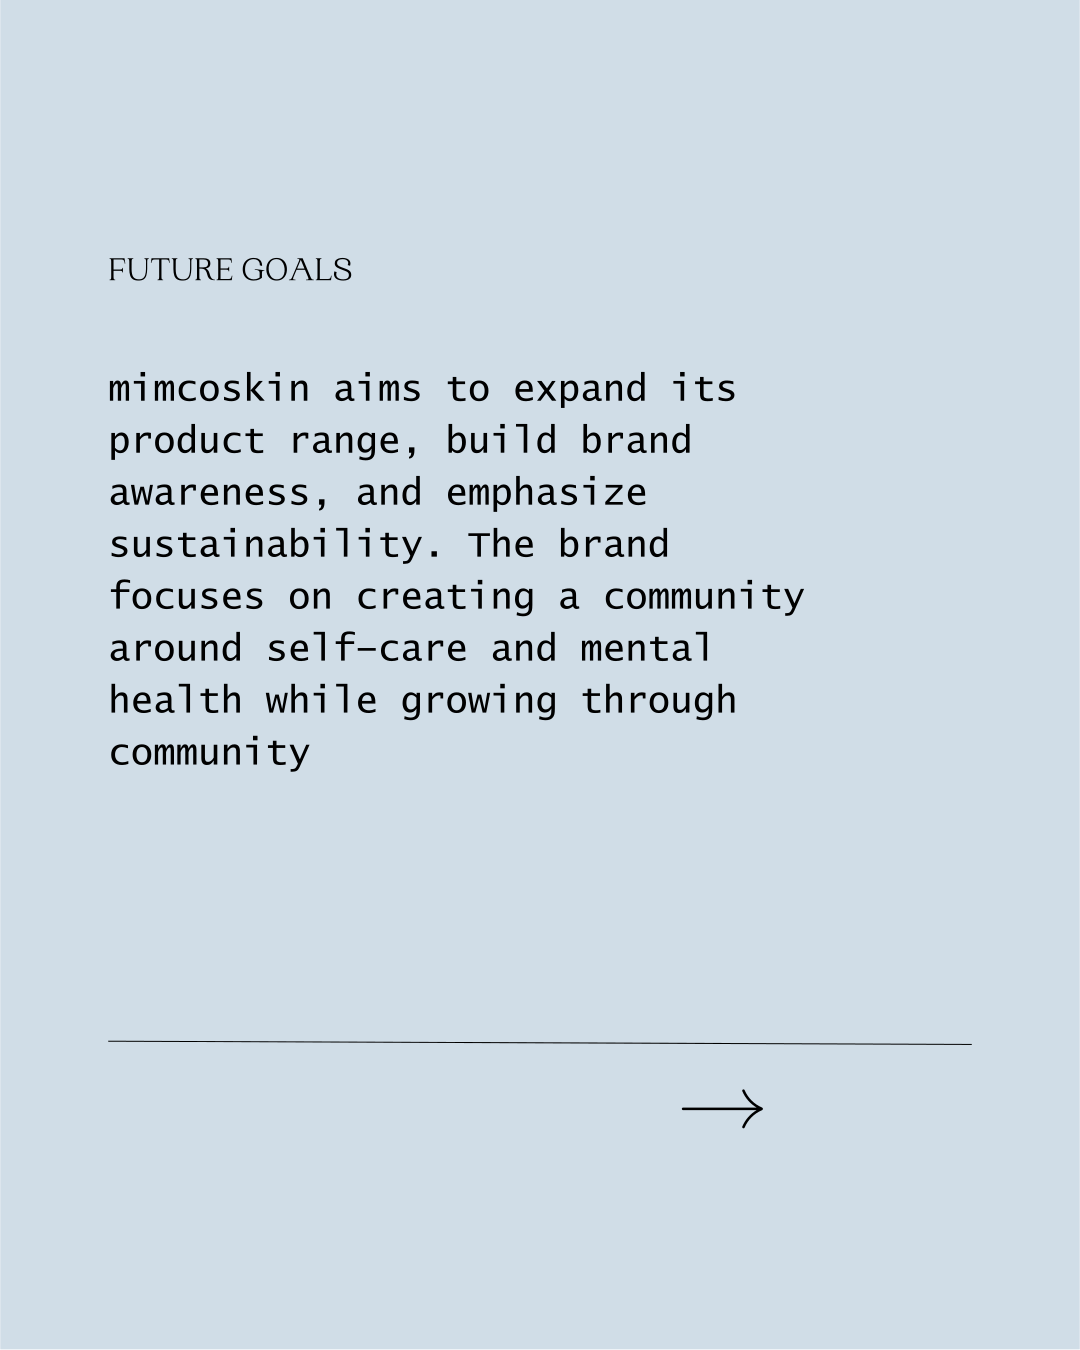 FUTURE GOALS
mimcoskin aims to expand its
product range, build brand
awareness, and emphasize
sustainability. The brand
focuses on creating a community
around self–care and mental
health while growing through
community